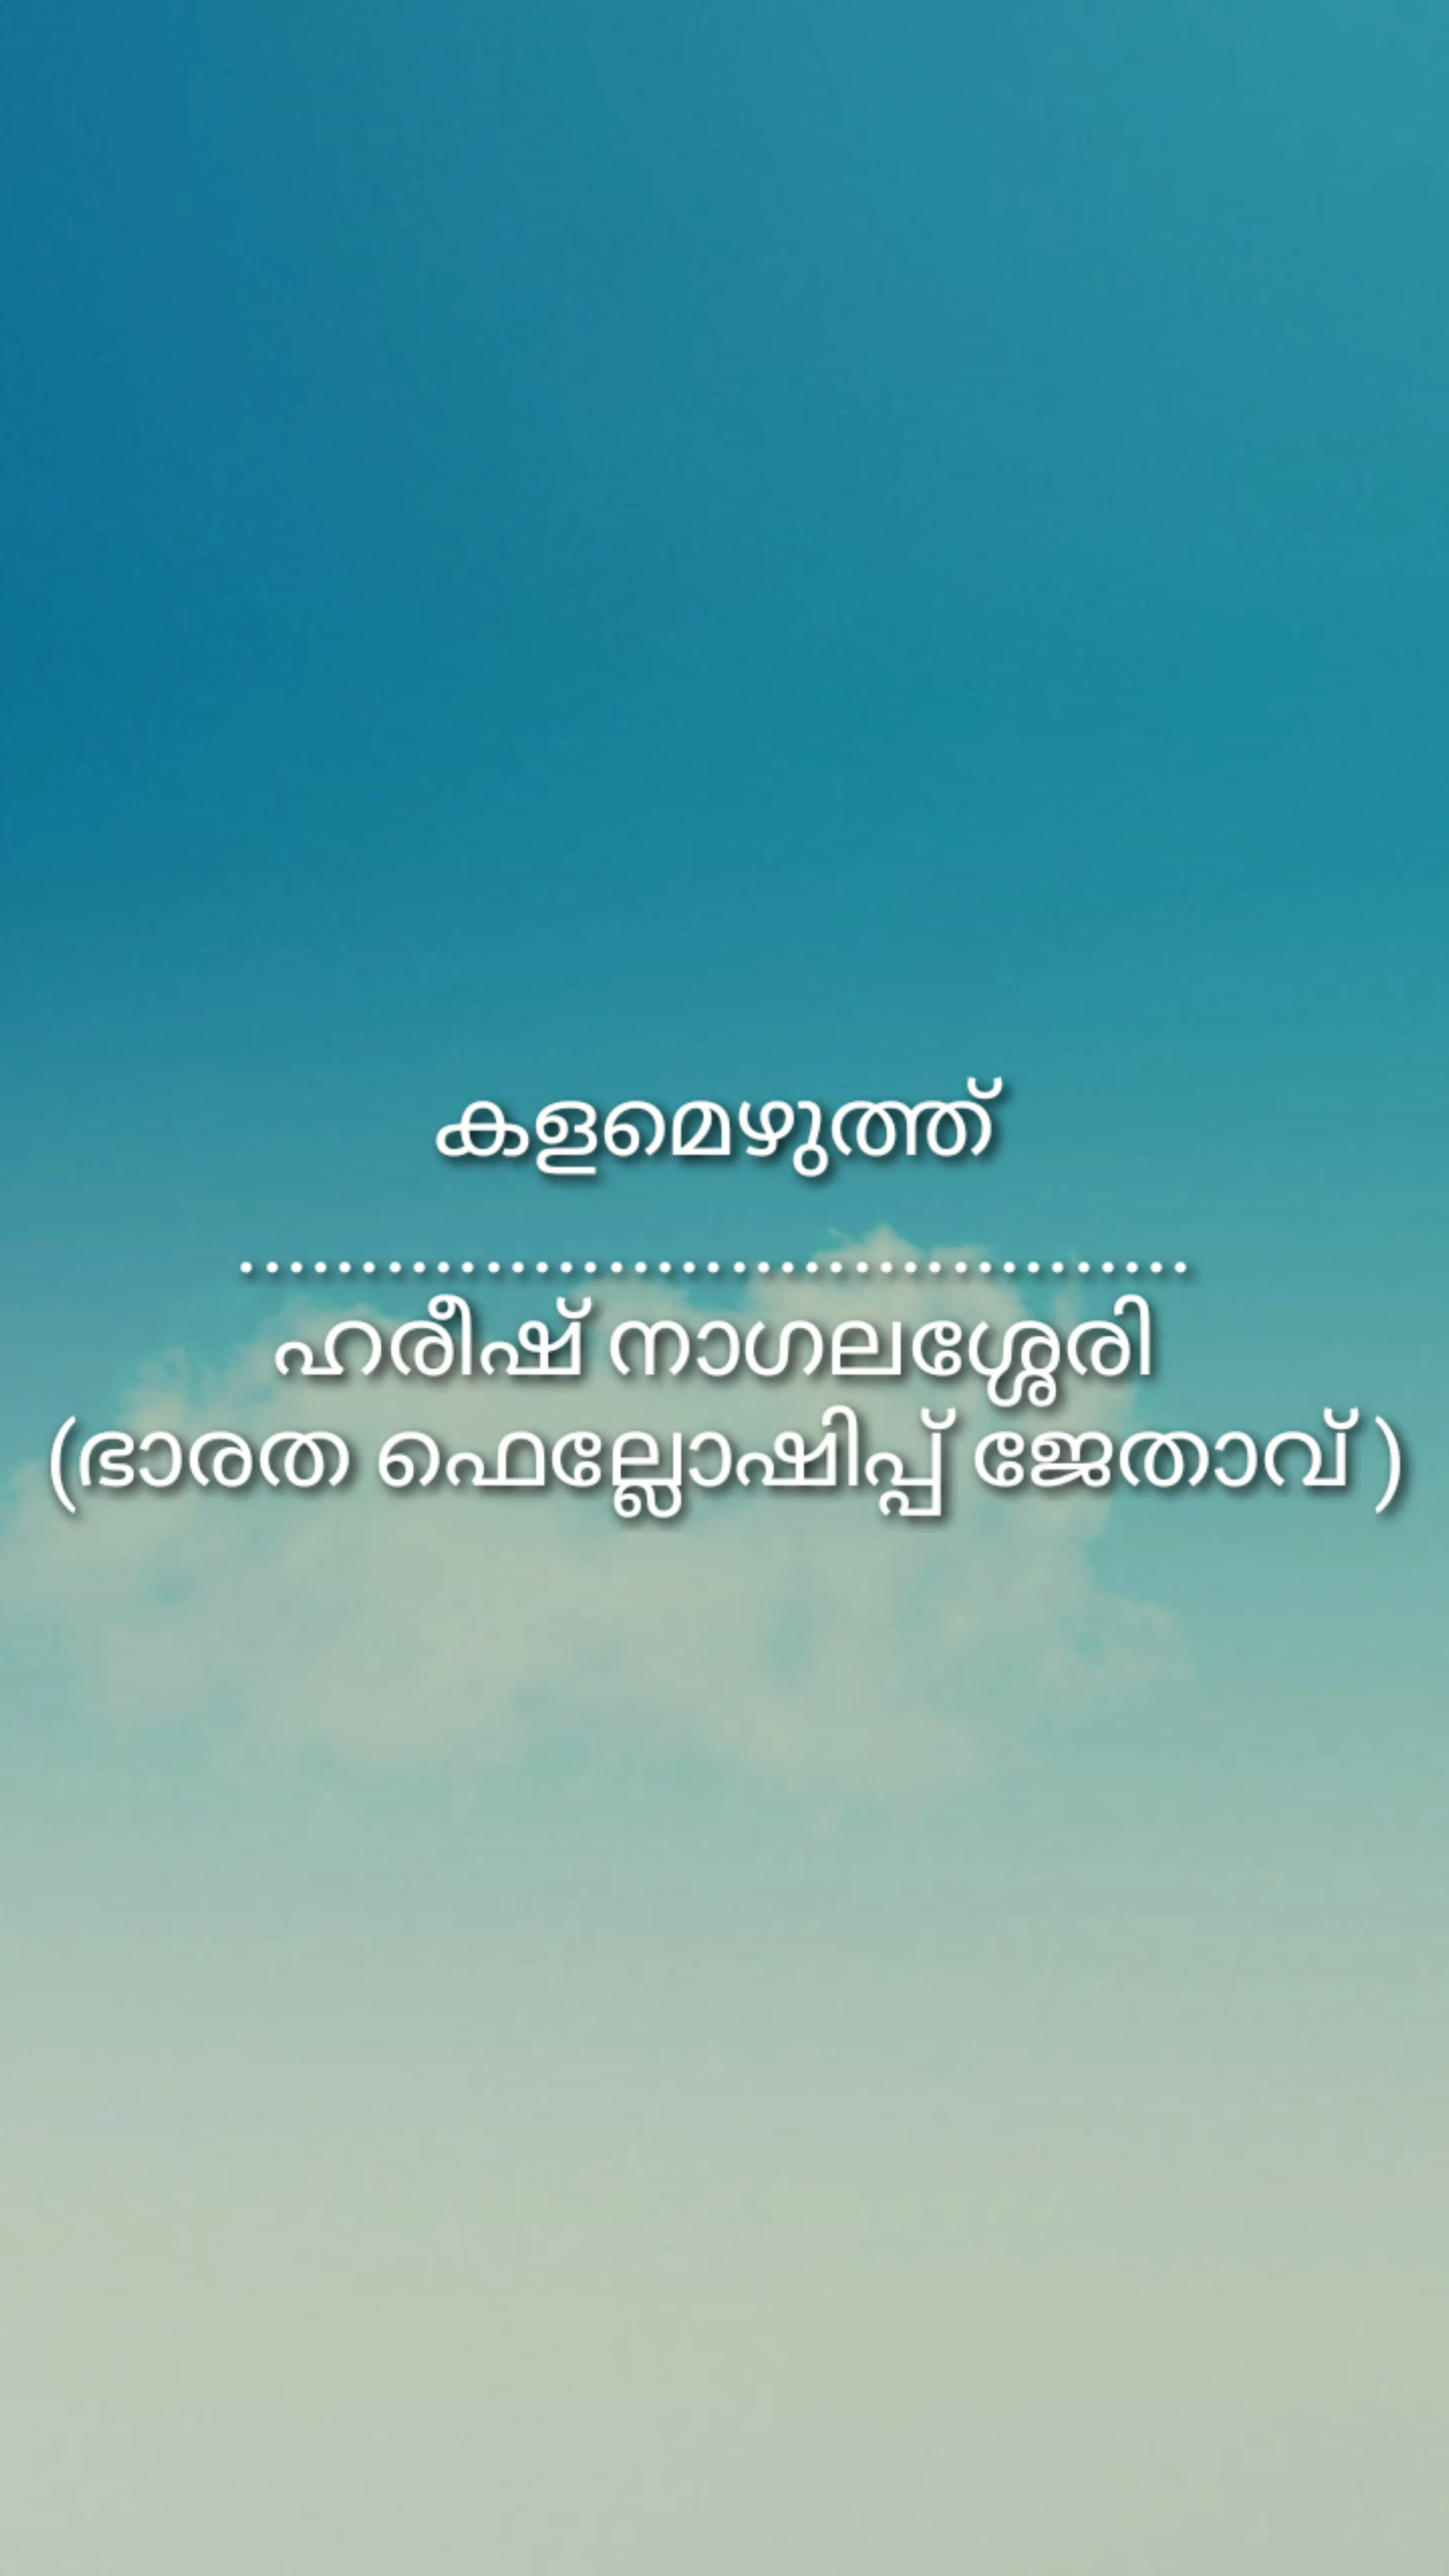 കളമെഴുത്ത്
.......................................
ഹരീഷ് നാഗലശ്ശേരി
(ഭാരത ഫെല്ലോഷിപ്പ് ജേതാവ് )